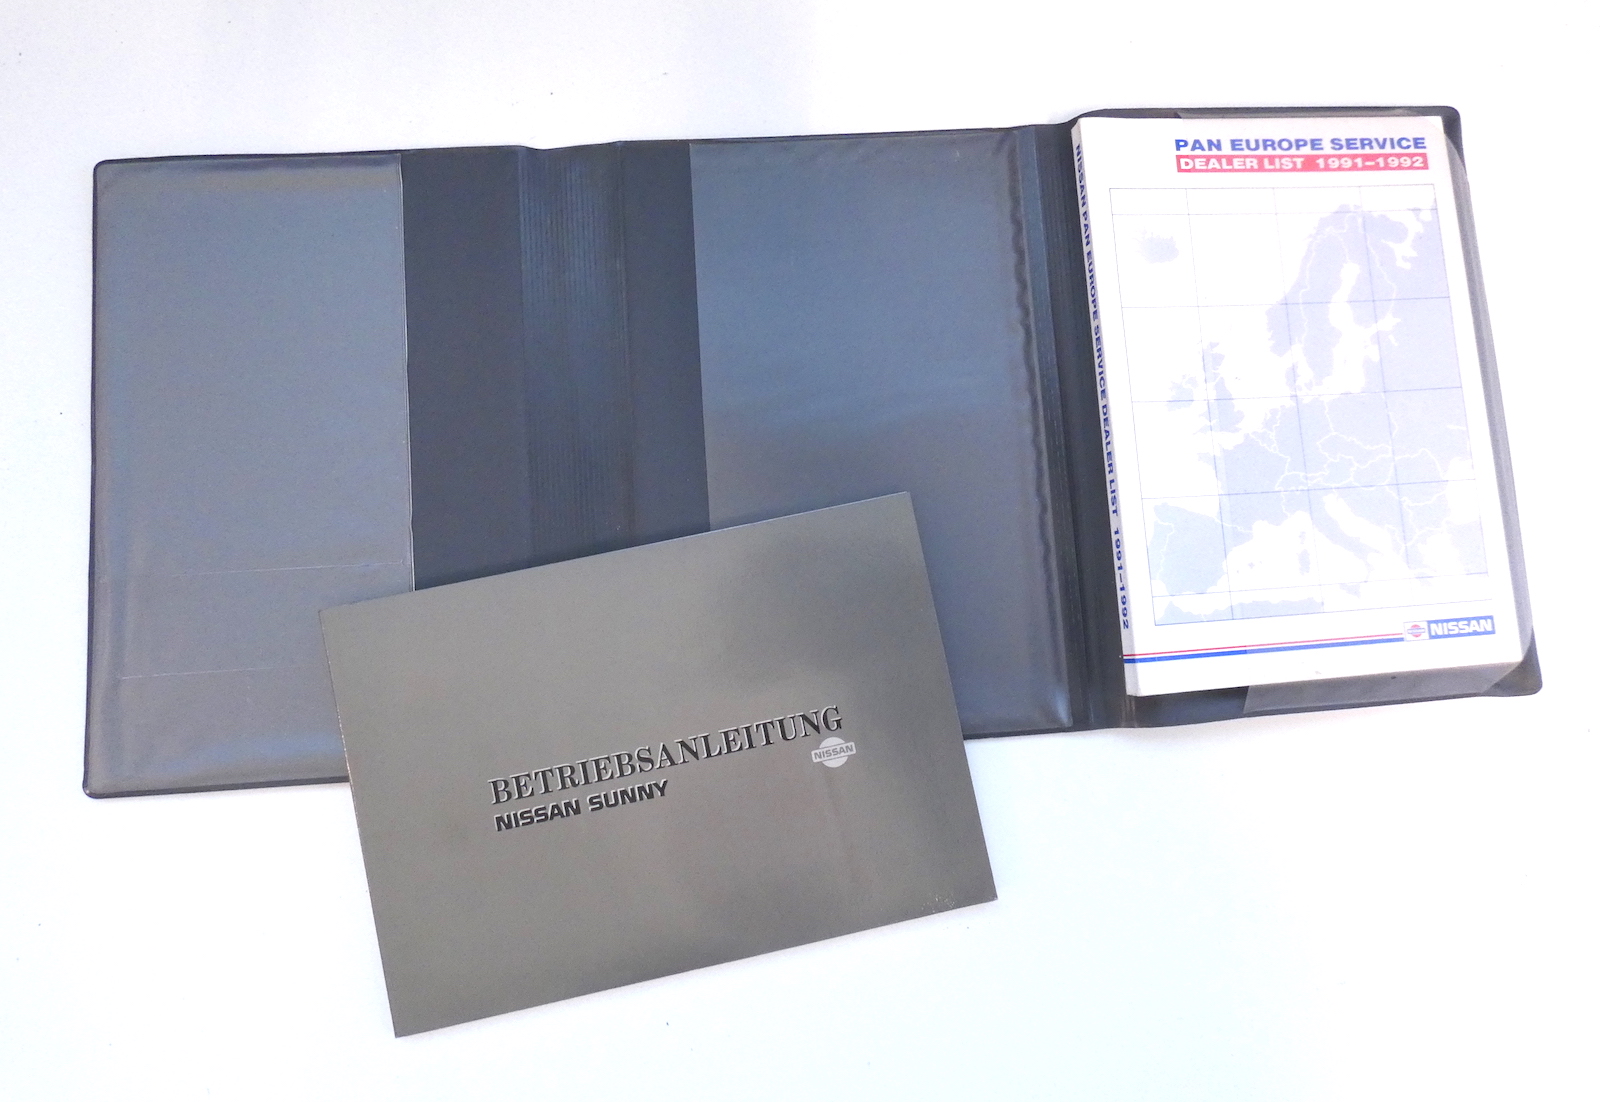 PAN EUROPE SERVICE
DEALER LIST 1991-1992
NISSAN PAN EUROPE SERVICE DEALER LIST 1991-1992
NISSAN
BETRIEBSANLEITUNG
NISSAN SUNNY
NISSAN